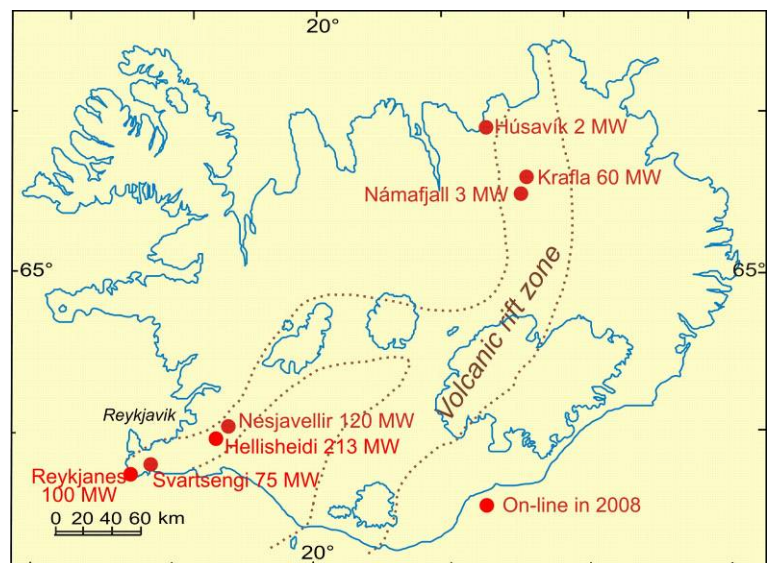 20°
Húsavík 2 MW
Krafla 60 MW
Námafjall 3 MW
65°
65°
Volcanic rift zone
Reykjavik
Nesjavellir 120 MW
Hellisheidi 213 MW
Reykjanes
100 MW
Svartsengi 75 MW
On-line in 2008
0 20 40 60 km
20°